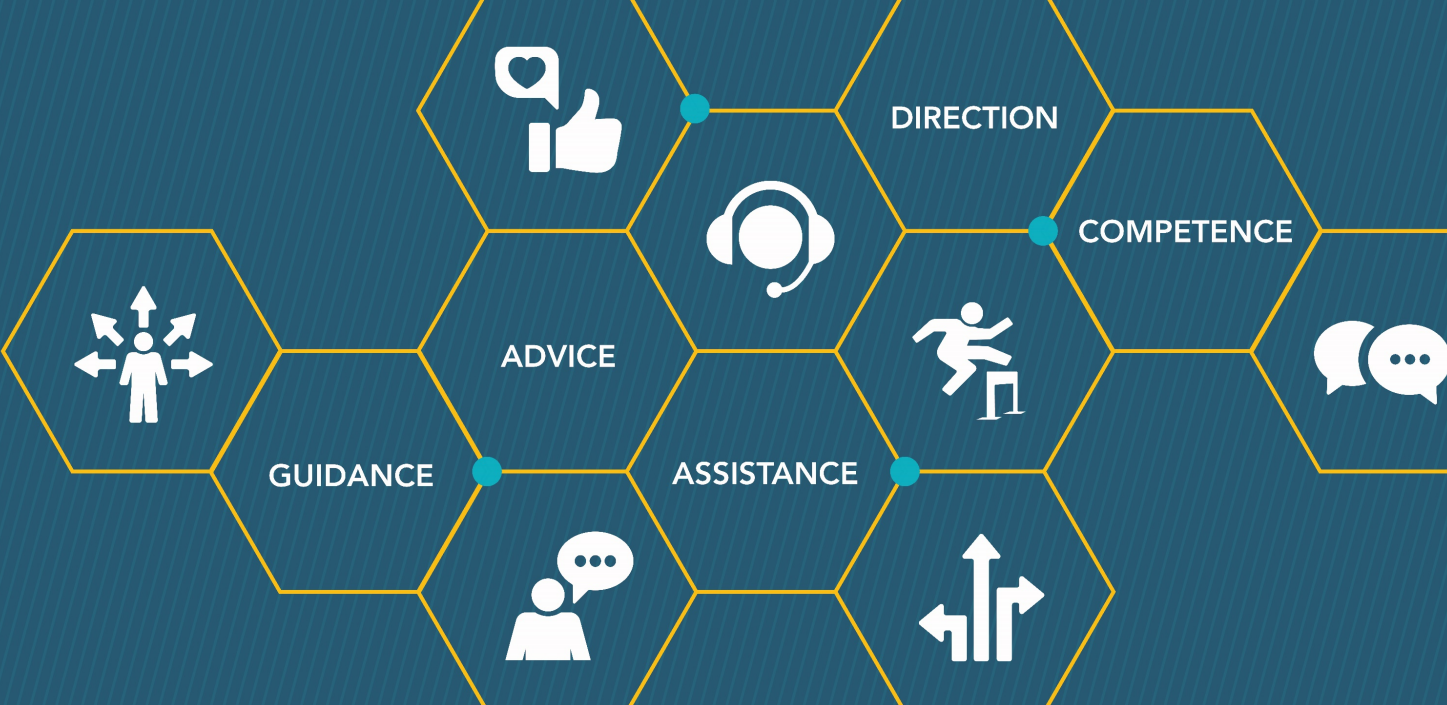 DIRECTION
COMPETENCE
ADVICE
GUIDANCE
ASSISTANCE